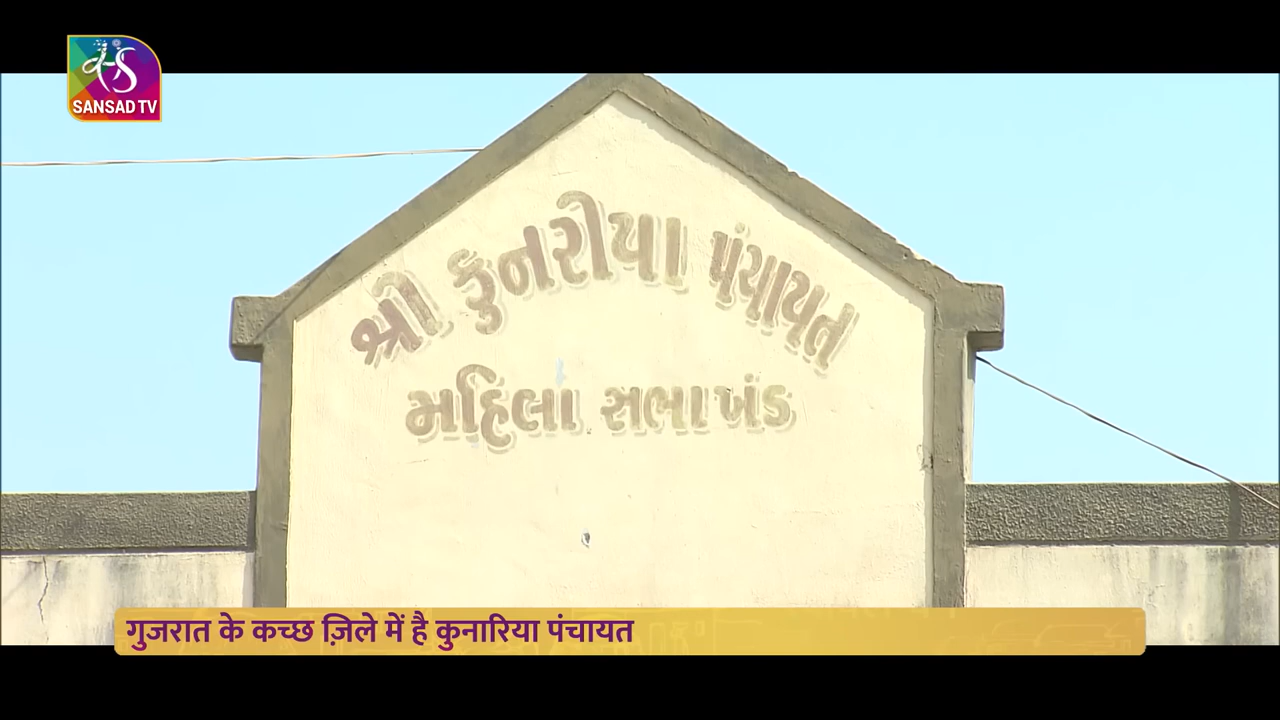 SANSAD TV
શ્રી કુનરીયા પંચાયત
મહિલા સભાખંડ
गुजरात के कच्छ ज़िले में है कुनारिया पंचायत